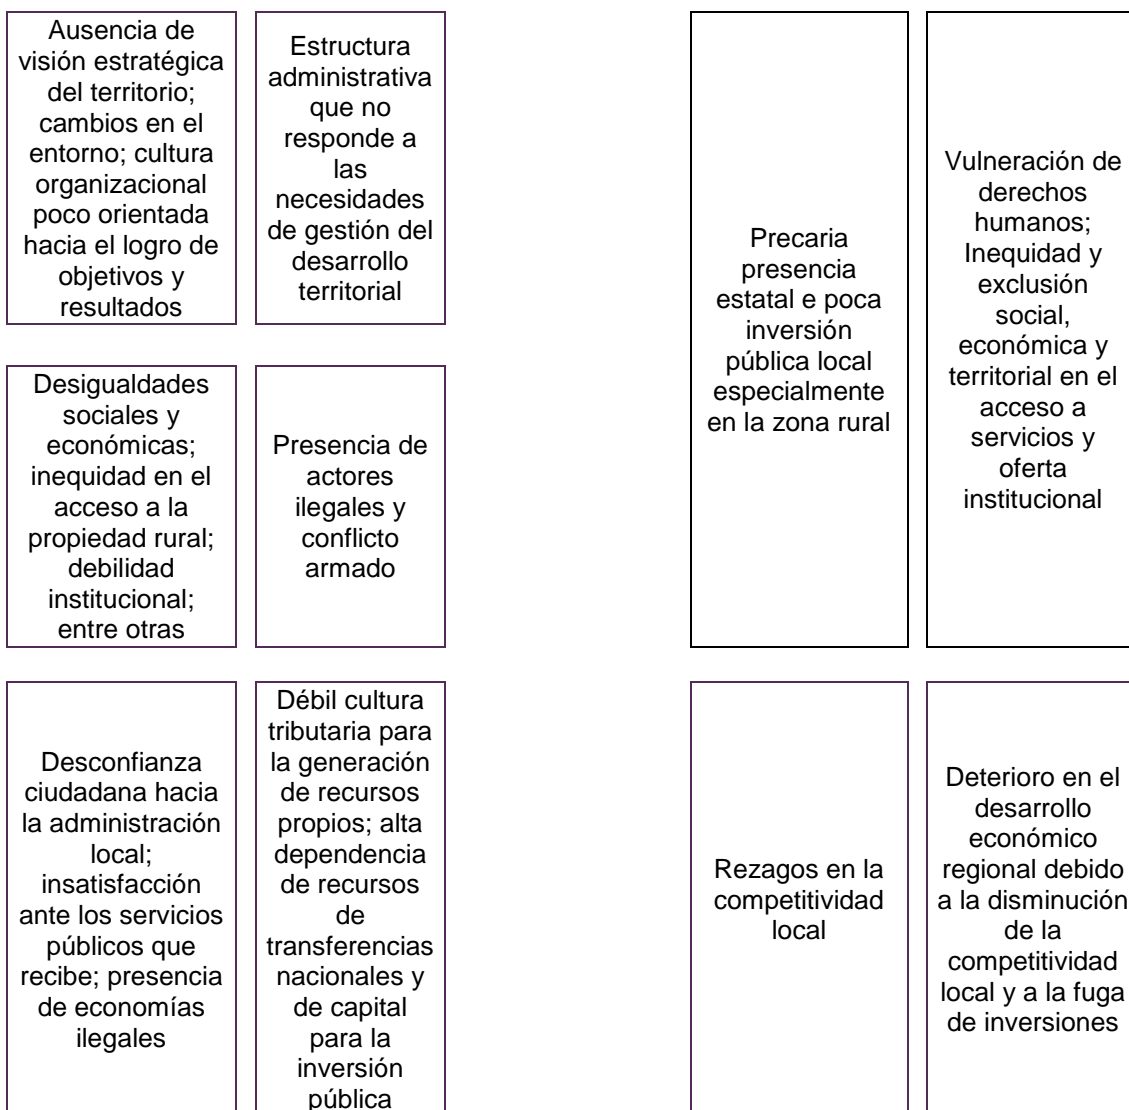 Ausencia de
visión estratégica
del territorio;
cambios en el
entorno; cultura
organizacional
poco orientada
hacia el logro de
objetivos y
resultados
Estructura
administrativa
que no
responde a
las
necesidades
de gestión del
desarrollo
territorial
Precaria
presencia
estatal e poca
inversión
pública local
especialmente
en la zona rural
Vulneración de
derechos
humanos;
Inequidad y
exclusión
social,
económica y
territorial en el
acceso a
servicios y
oferta
institucional
Desigualdades
sociales y
económicas;
inequidad en el
acceso a la
propiedad rural;
debilidad
institucional;
entre otras
Presencia de
actores
ilegales y
conflicto
armado
Desconfianza
ciudadana hacia
la administración
local;
insatisfacción
ante los servicios
públicos que
recibe; presencia
de economías
ilegales
Débil cultura
tributaria para
la generación
de recursos
propios; alta
dependencia
de recursos
de
transferencias
nacionales y
de capital
para la
inversión
pública
Rezagos en la
competitividad
local
Deterioro en el
desarrollo
económico
regional debido
a la disminución
de la
competitividad
local y a la fuga
de inversiones